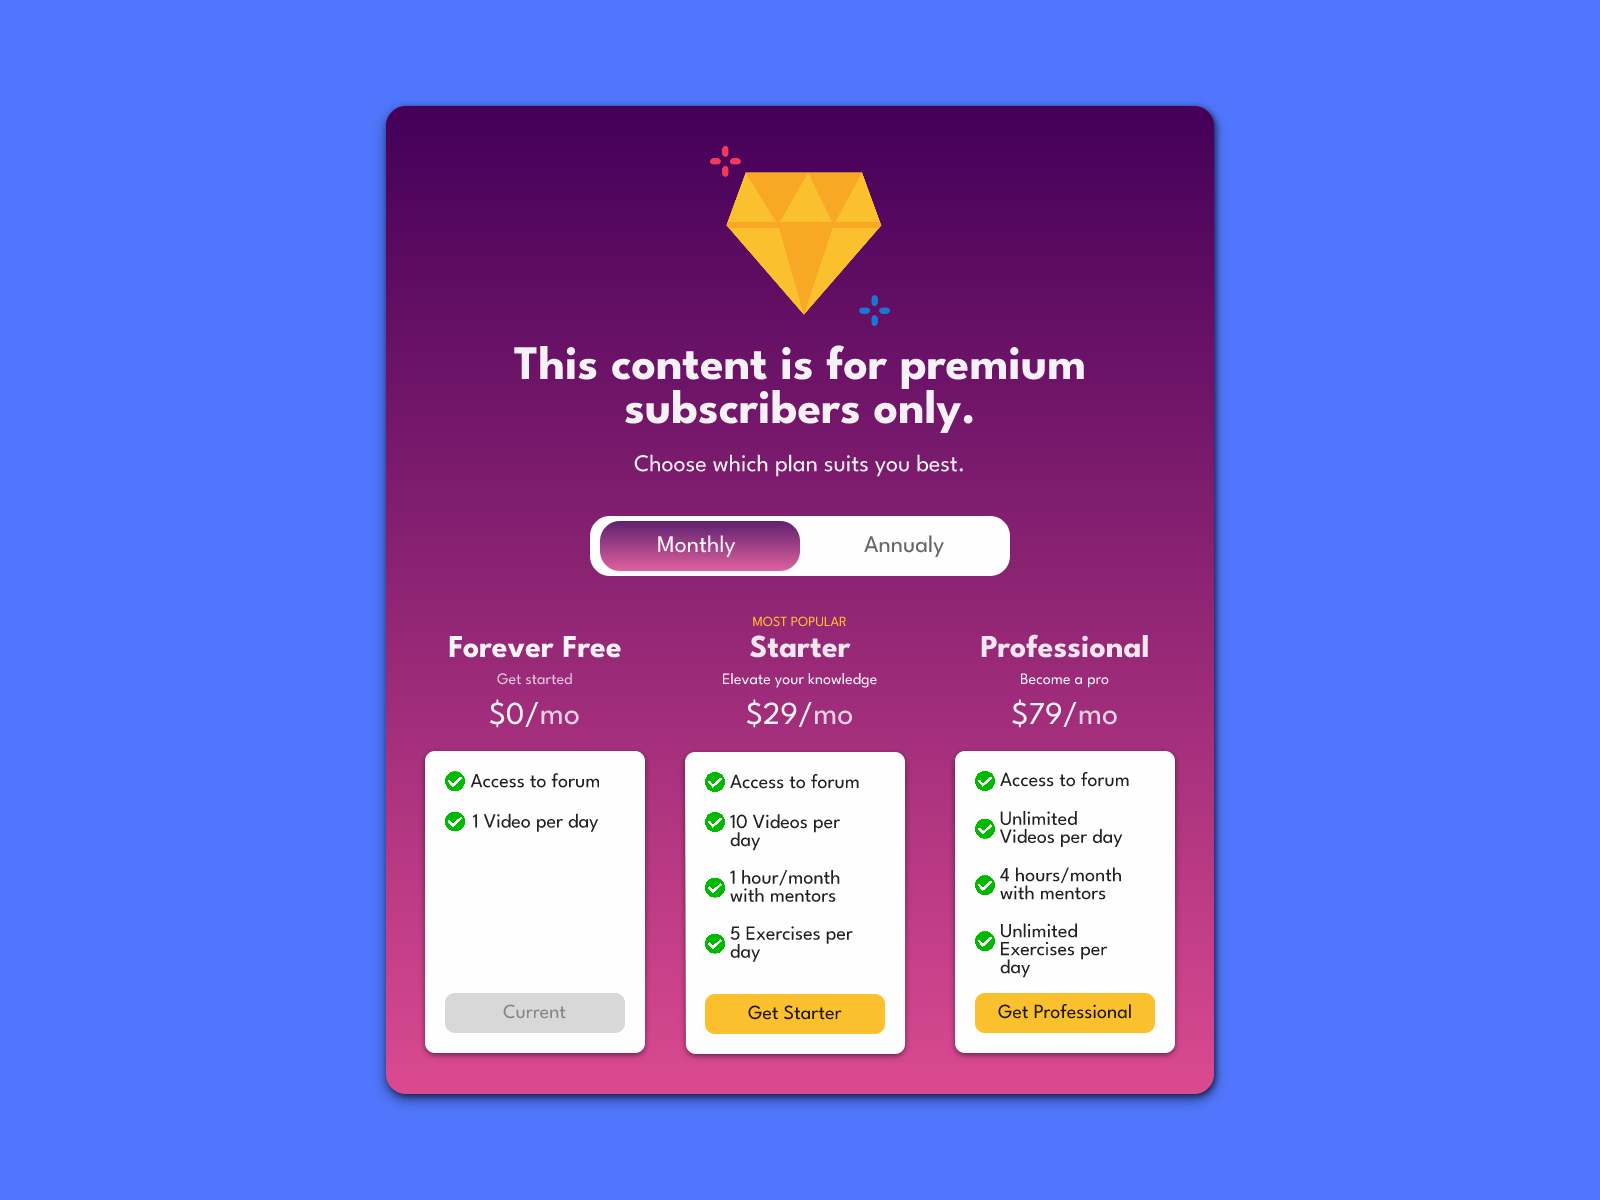 This content is for premium
subscribers only.
Choose which plan suits you best.
Monthly
Annualy
Forever Free
Get started
$0/mo
Access to forum
1 Video per day
Current
MOST POPULAR
Starter
Elevate your knowledge
$29/mo
Access to forum
10 Videos per
day
1 hour/month
with mentors
5 Exercises per
day
Get Starter
Professional
Become a pro
$79/mo
Access to forum
Unlimited
Videos per day
4 hours/month
with mentors
Unlimited
Exercises per
day
Get Professional